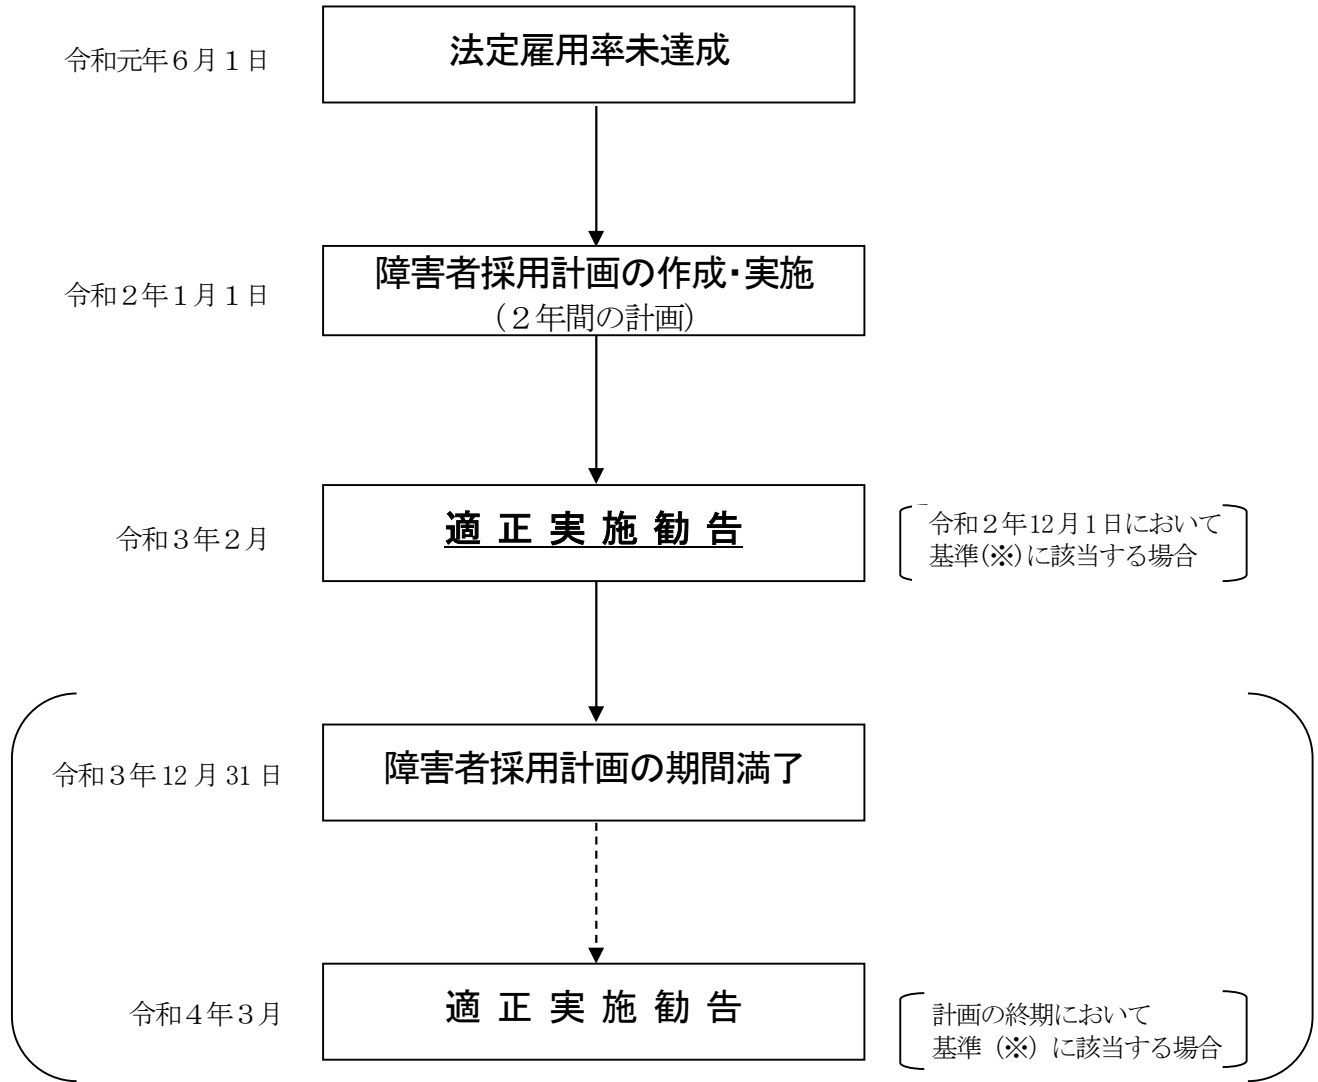 令和元年６月１日
法定雇用率未達成
令和２年１月１日
障害者採用計画の作成・実施
（２年間の計画）
令和３年２月
適 正 実 施 勧 告
令和２年12月１日において
基準(※)に該当する場合
令和３年 12 月 31 日
障害者採用計画の期間満了
令和４年３月
適 正 実 施 勧 告
計画の終期において
基準（※）に該当する場合